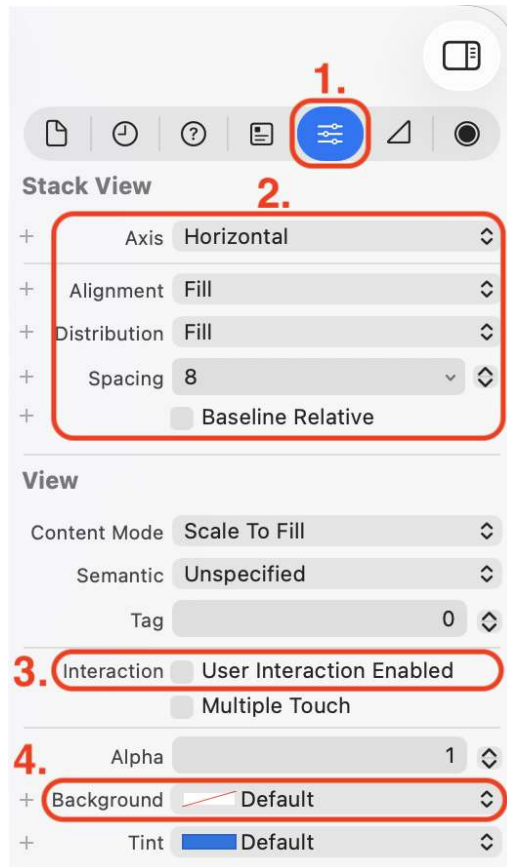 1.
Stack View
2.
+ Axis Horizontal
+ Alignment Fill
+ Distribution Fill
+ Spacing 8
+ Baseline Relative
View
Content Mode Scale To Fill
Semantic Unspecified
Tag 0
3. Interaction User Interaction Enabled
Multiple Touch
4. Alpha 1
+ Background Default
+ Tint Default